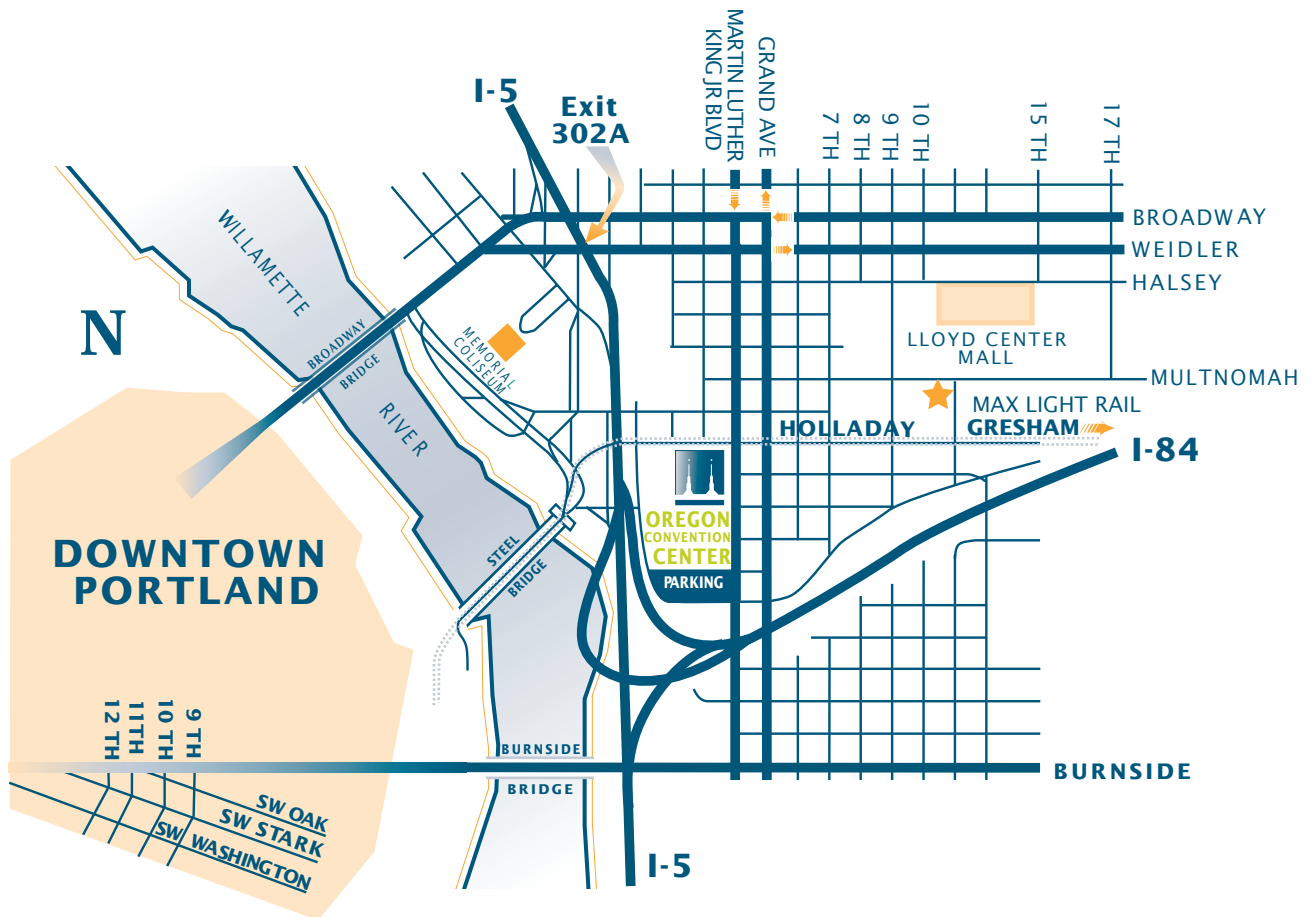 I-5
Exit
302A
MARTIN LUTHER
KING JR BLVD
GRAND AVE
7 TH
8 TH
9 TH
10 TH
15 TH
17 TH
BROADWAY
WEIDLER
HALSEY
WILLAMETTE
RIVER
N
BROADWAY
BRIDGE
MEMORIAL
COLISEUM
LLOYD CENTER
MALL
MULTNOMAH
MAX LIGHT RAIL
GRESHAM
HOLLADAY
I-84
OREGON
CONVENTION
CENTER
PARKING
DOWNTOWN
PORTLAND
STEEL
BRIDGE
12 TH
11TH
10 TH
9 TH
BURNSIDE
BRIDGE
BURNSIDE
SW OAK
SW STARK
SW WASHINGTON
I-5